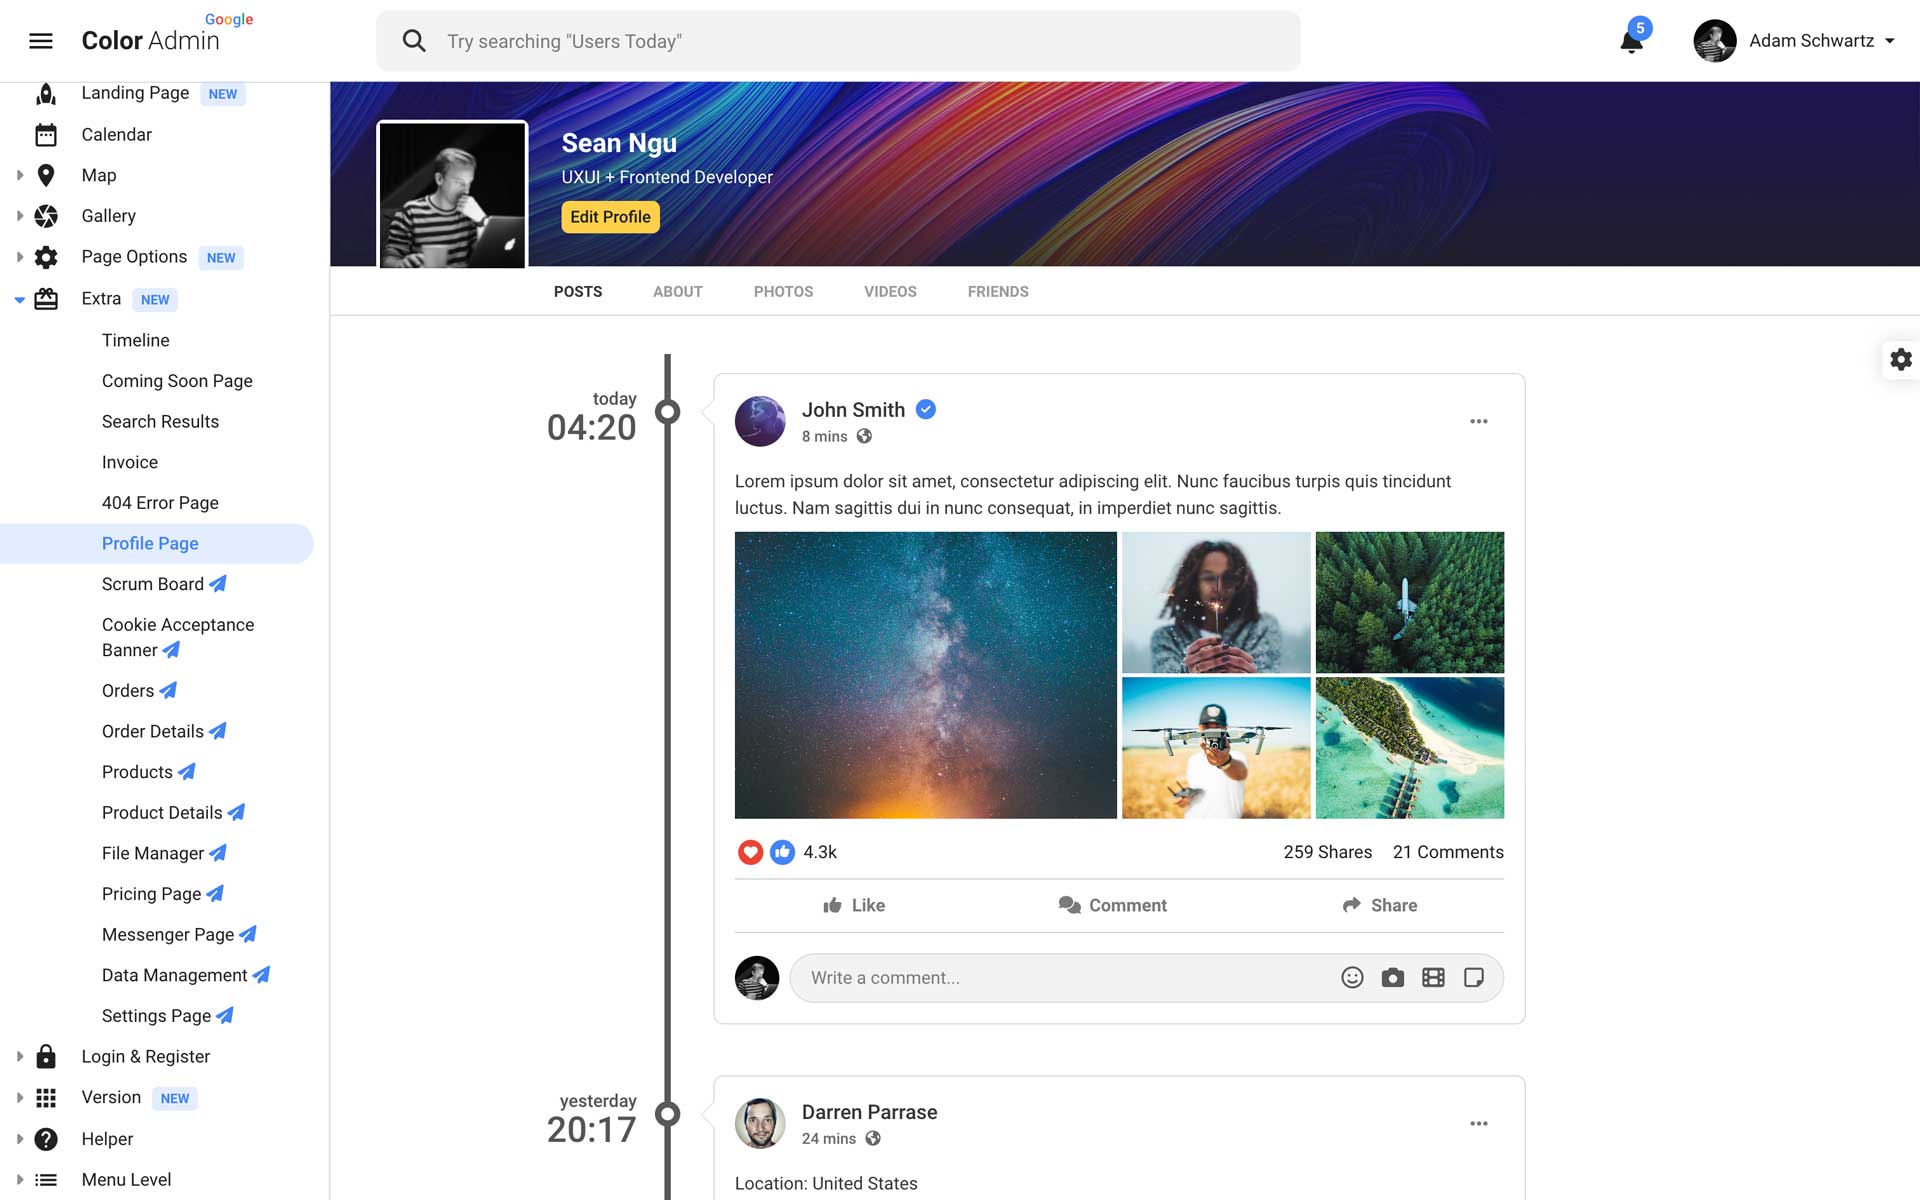 Google
Color Admin
Try searching "Users Today"
5
Adam Schwartz
Landing Page NEW
Calendar
Map
Gallery
Page Options NEW
Extra NEW
Timeline
Coming Soon Page
Search Results
Invoice
404 Error Page
Profile Page
Scrum Board
Cookie Acceptance
Banner
Orders
Order Details
Products
Product Details
File Manager
Pricing Page
Messenger Page
Data Management
Settings Page
Login & Register
Version NEW
Helper
Menu Level
Sean Ngu
UXUI + Frontend Developer
Edit Profile
POSTS ABOUT PHOTOS VIDEOS FRIENDS
today
04:20
John Smith
8 mins
Lorem ipsum dolor sit amet, consectetur adipiscing elit. Nunc faucibus turpis quis tincidunt
luctus. Nam sagittis dui in nunc consequat, in imperdiet nunc sagittis.
4.3k 259 Shares 21 Comments
Like Comment Share
Write a comment...
yesterday
20:17
Darren Parrase
24 mins
Location: United States